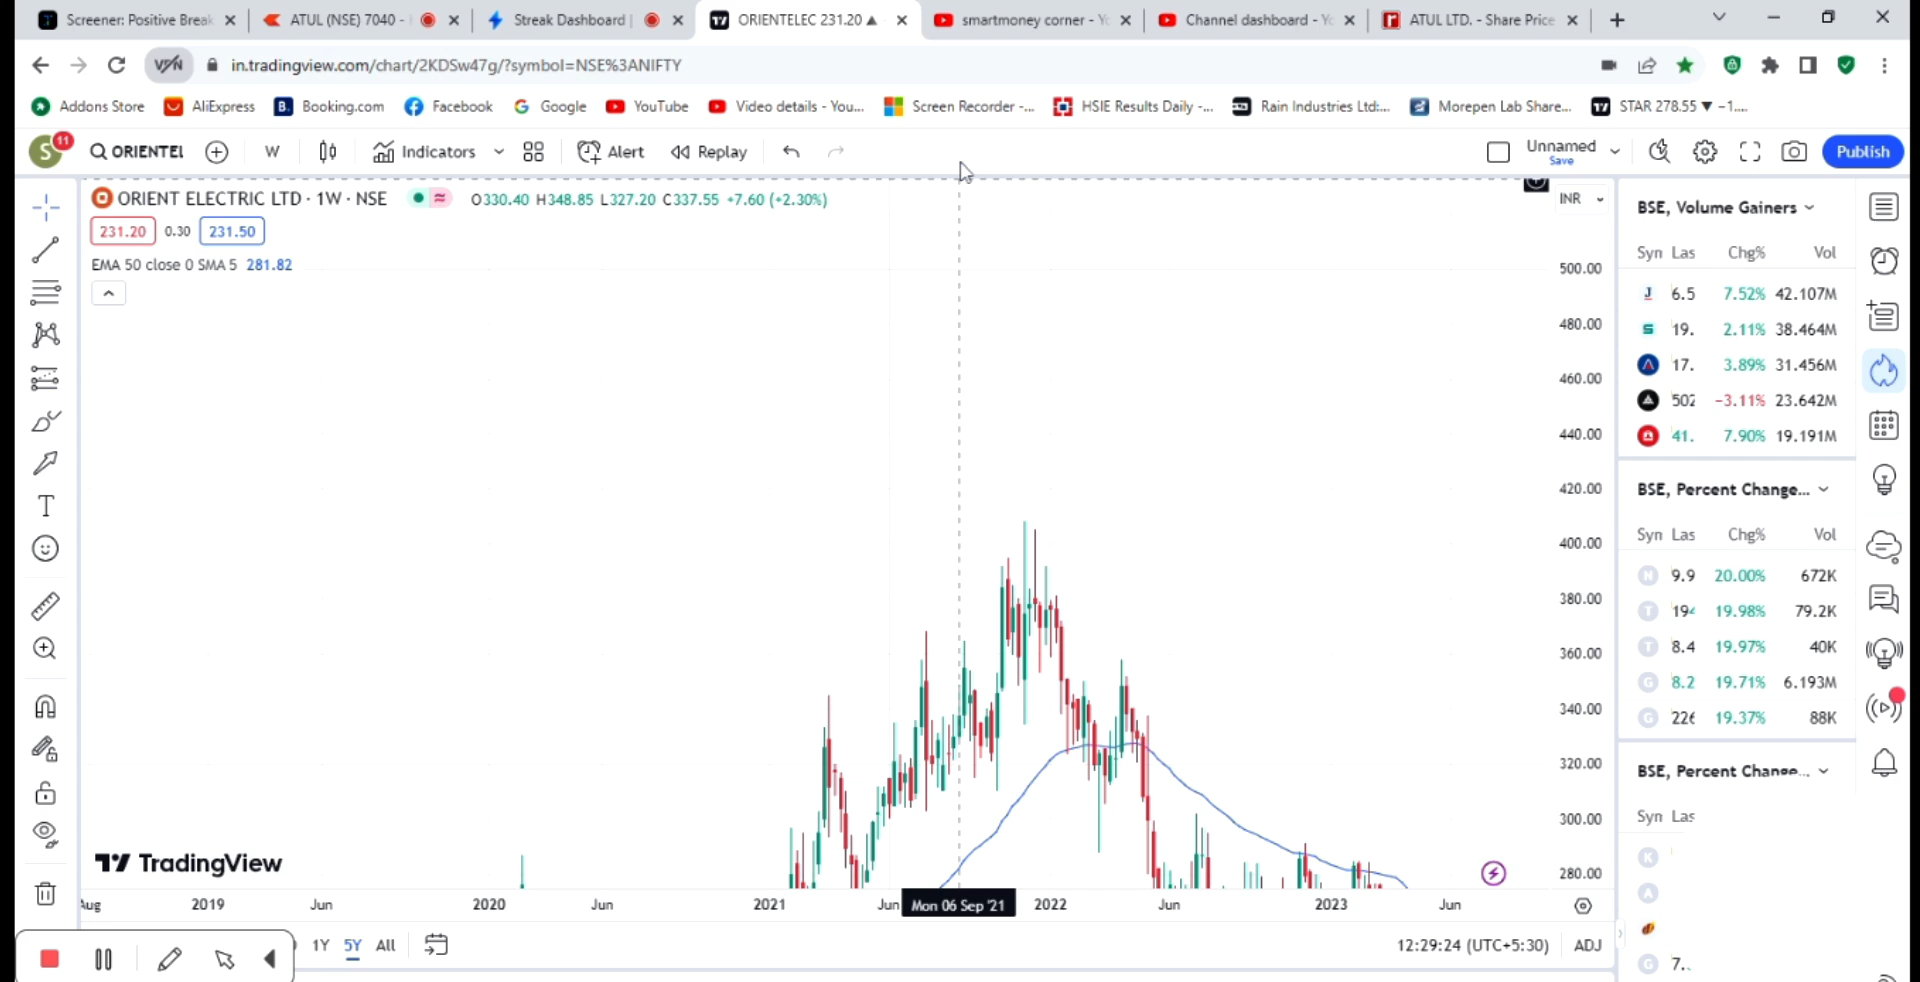 Screener: Positive Break
ATUL (NSE) 7040 -
Streak Dashboard |
ORIENTELEC 231.20 ▲
smartmoney corner - Yo
Channel dashboard - Yo
ATUL LTD. - Share Price
VPN
in.tradingview.com/chart/2KDSw47g/?symbol=NSE%3ANIFTY
Addons Store
AliExpress
Booking.com
Facebook
Google
YouTube
Video details - You...
Screen Recorder -...
HSIE Results Daily -...
Rain Industries Ltd:...
Morepen Lab Share...
STAR 278.55 ▼ −1....
S 11
ORIENTEL
W
Indicators
Alert
Replay
Unnamed
Save
Publish
ORIENT ELECTRIC LTD · 1W · NSE
O330.40 H348.85 L327.20 C337.55 +7.60 (+2.30%)
231.20 0.30 231.50
EMA 50 close 0 SMA 5 281.82
INR
500.00
480.00
460.00
440.00
420.00
400.00
380.00
360.00
340.00
320.00
300.00
280.00
BSE, Volume Gainers
Syn Las Chg% Vol
6.5 7.52% 42.107M
19. 2.11% 38.464M
17. 3.89% 31.456M
502 −3.11% 23.642M
41. 7.90% 19.191M
BSE, Percent Change...
Syn Las Chg% Vol
N 9.9 20.00% 672K
T 194 19.98% 79.2K
T 8.4 19.97% 40K
G 8.2 19.71% 6.193M
G 226 19.37% 88K
BSE, Percent Change...
Syn Las
K
A
G 7.
TradingView
Aug 2019 Jun 2020 Jun 2021 Jun Mon 06 Sep '21 2022 Jun 2023 Jun
1Y 5Y All
12:29:24 (UTC+5:30) ADJ